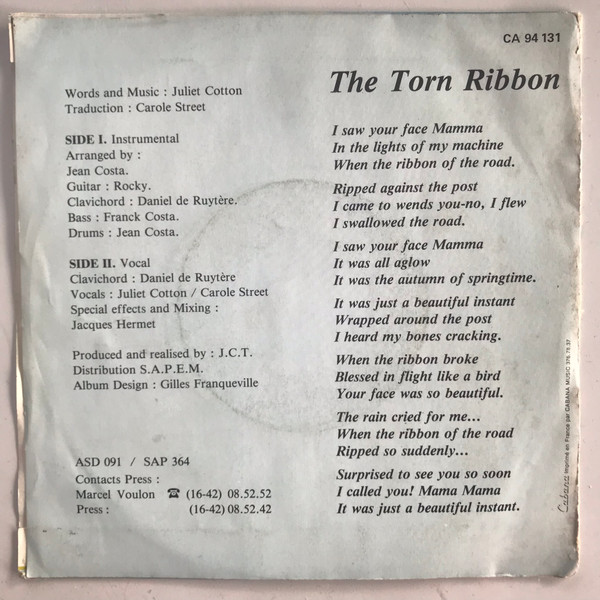 CA 94 131
Words and Music : Juliet Cotton
Traduction : Carole Street
SIDE I. Instrumental
Arranged by :
Jean Costa.
Guitar : Rocky.
Clavichord : Daniel de Ruytère.
Bass : Franck Costa.
Drums : Jean Costa.
SIDE II. Vocal
Clavichord : Daniel de Ruytère
Vocals : Juliet Cotton / Carole Street
Special effects and Mixing :
Jacques Hermet
Produced and realised by : J.C.T.
Distribution S.A.P.E.M.
Album Design : Gilles Franqueville
ASD 091 / SAP 364
Contacts Press :
Marcel Voulon ☎ (16-42) 08.52.52
Press : (16-42) 08.52.42
The Torn Ribbon
I saw your face Mamma
In the lights of my machine
When the ribbon of the road.
Ripped against the post
I came to wends you-no, I flew
I swallowed the road.
I saw your face Mamma
It was all aglow
It was the autumn of springtime.
It was just a beautiful instant
Wrapped around the post
I heard my bones cracking.
When the ribbon broke
Blessed in flight like a bird
Your face was so beautiful.
The rain cried for me...
When the ribbon of the road
Ripped so suddenly...
Surprised to see you so soon
I called you! Mama Mama
It was just a beautiful instant.
Cabana Imprimé en France par CABANA MUSIC